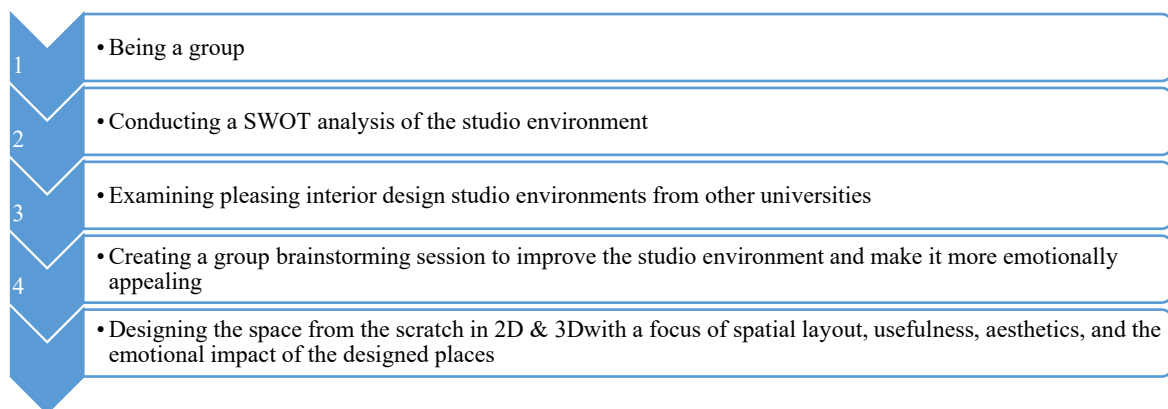 1
• Being a group
2
• Conducting a SWOT analysis of the studio environment
3
• Examining pleasing interior design studio environments from other universities
4
• Creating a group brainstorming session to improve the studio environment and make it more emotionally
appealing
• Designing the space from the scratch in 2D & 3Dwith a focus of spatial layout, usefulness, aesthetics, and the
emotional impact of the designed places